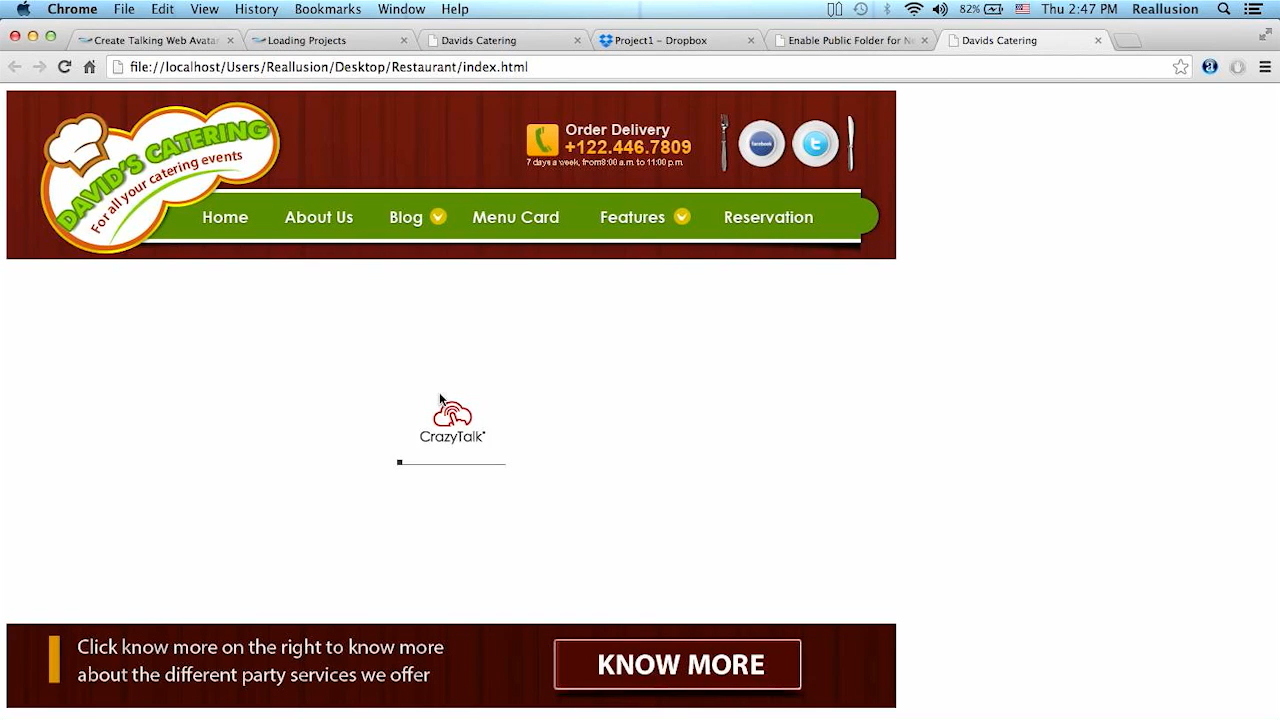 Chrome File Edit View History Bookmarks Window Help 82% Thu 2:47 PM Reallusion
Create Talking Web Avatar Loading Projects Davids Catering Project1 – Dropbox Enable Public Folder for Ne Davids Catering
file://localhost/Users/Reallusion/Desktop/Restaurant/index.html
DAVID'S CATERING
For all your catering events
Order Delivery
+122.446.7809
7 days a week, from8:00 a.m. to 11:00 p.m.
facebook
Home About Us Blog Menu Card Features Reservation
CrazyTalk
Click know more on the right to know more
about the different party services we offer
KNOW MORE